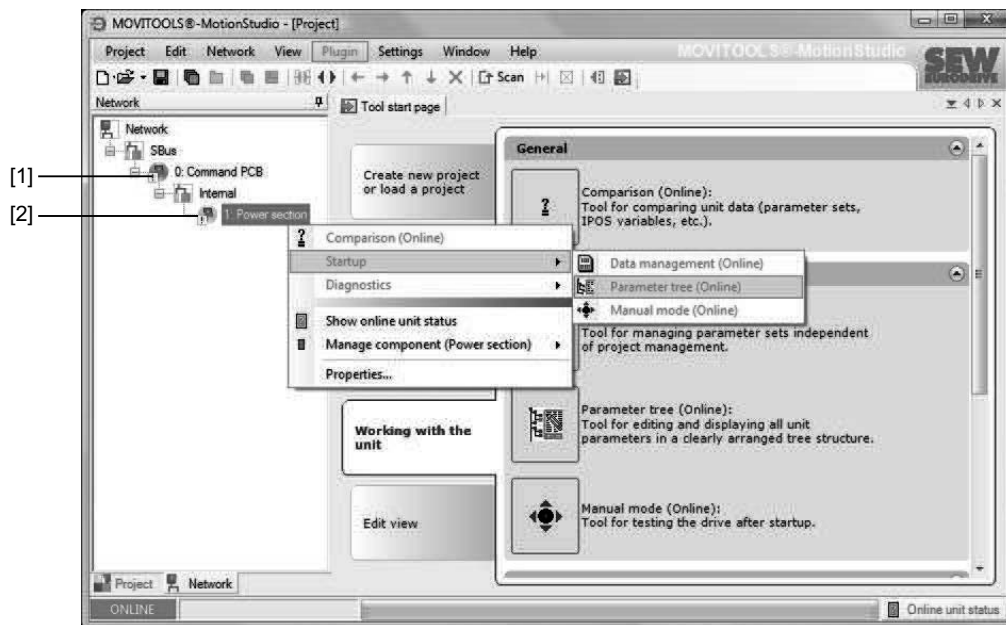 MOVITOOLS®-MotionStudio - [Project]
Project Edit Network View Plugin Settings Window Help
MOVITOOLS®-MotionStudio
SEW
EURODRIVE
Scan
Network
Tool start page
Network
SBus
[1]
0: Command PCB
Internal
[2]
1: Power section
Create new project
or load a project
General
Comparison (Online):
Tool for comparing unit data (parameter sets,
IPOS variables, etc.).
Comparison (Online)
Startup
Diagnostics
Show online unit status
Manage component (Power section)
Properties...
Data management (Online)
Parameter tree (Online)
Manual mode (Online)
Tool for managing parameter sets independent
of project management.
Working with the
unit
Parameter tree (Online):
Tool for editing and displaying all unit
parameters in a clearly arranged tree structure.
Edit view
Manual mode (Online):
Tool for testing the drive after startup.
Project Network
ONLINE
Online unit status